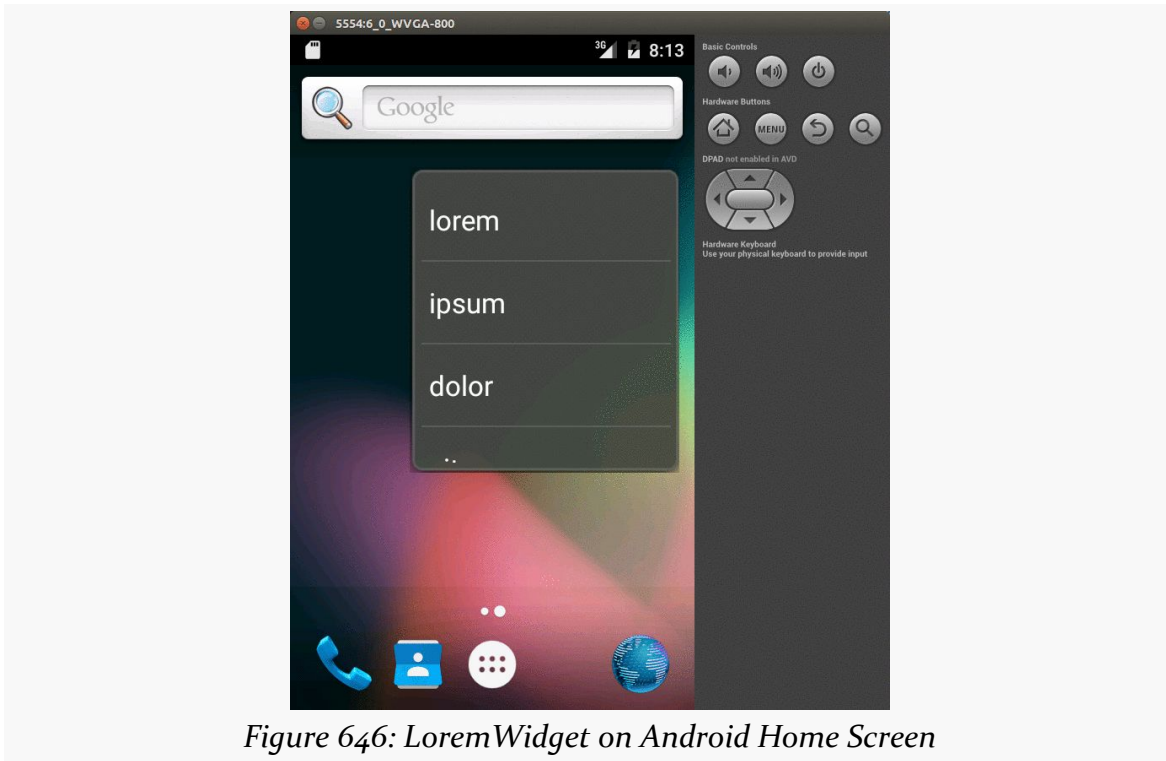 5554:6_0_WVGA-800
3G 8:13
Google
lorem
ipsum
dolor
Basic Controls
Hardware Buttons
MENU
DPAD not enabled in AVD
Hardware Keyboard
Use your physical keyboard to provide input
Figure 646: LoremWidget on Android Home Screen